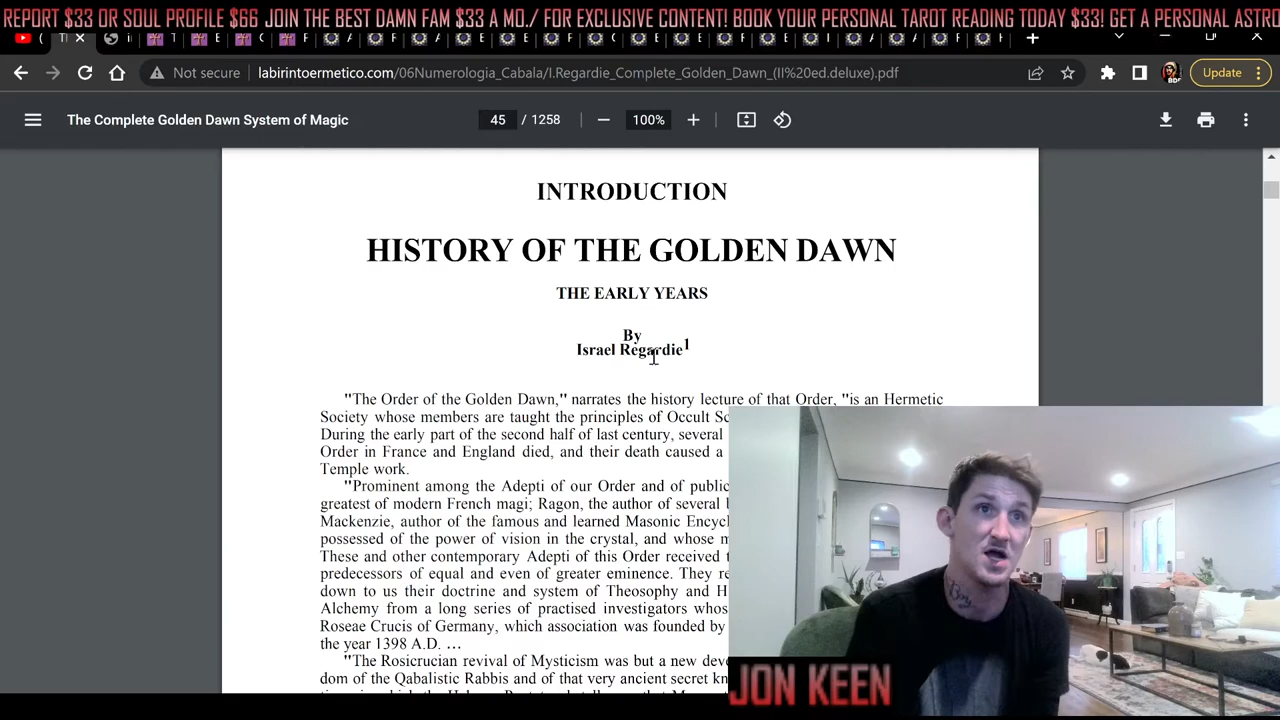 REPORT $33 OR SOUL PROFILE $66 JOIN THE BEST DAMN FAM $33 A MO./ FOR EXCLUSIVE CONTENT! BOOK YOUR PERSONAL TAROT READING TODAY $33! GET A PERSONAL ASTRO
Not secure labirintoermetico.com/06Numerologia_Cabala/I.Regardie_Complete_Golden_Dawn_(II%20ed.deluxe).pdf Update
The Complete Golden Dawn System of Magic 45 / 1258 100%
INTRODUCTION
HISTORY OF THE GOLDEN DAWN
THE EARLY YEARS
By
Israel Regardie1
"The Order of the Golden Dawn," narrates the history lecture of that Order, "is an Hermetic
Society whose members are taught the principles of Occult Sc
During the early part of the second half of last century, several
Order in France and England died, and their death caused a
Temple work.
"Prominent among the Adepti of our Order and of public
greatest of modern French magi; Ragon, the author of several b
Mackenzie, author of the famous and learned Masonic Encycl
possessed of the power of vision in the crystal, and whose m
These and other contemporary Adepti of this Order received t
predecessors of equal and even of greater eminence. They re
down to us their doctrine and system of Theosophy and H
Alchemy from a long series of practised investigators whos
Roseae Crucis of Germany, which association was founded by
the year 1398 A.D. …
"The Rosicrucian revival of Mysticism was but a new deve
dom of the Qabalistic Rabbis and of that very ancient secret kn
JON KEEN